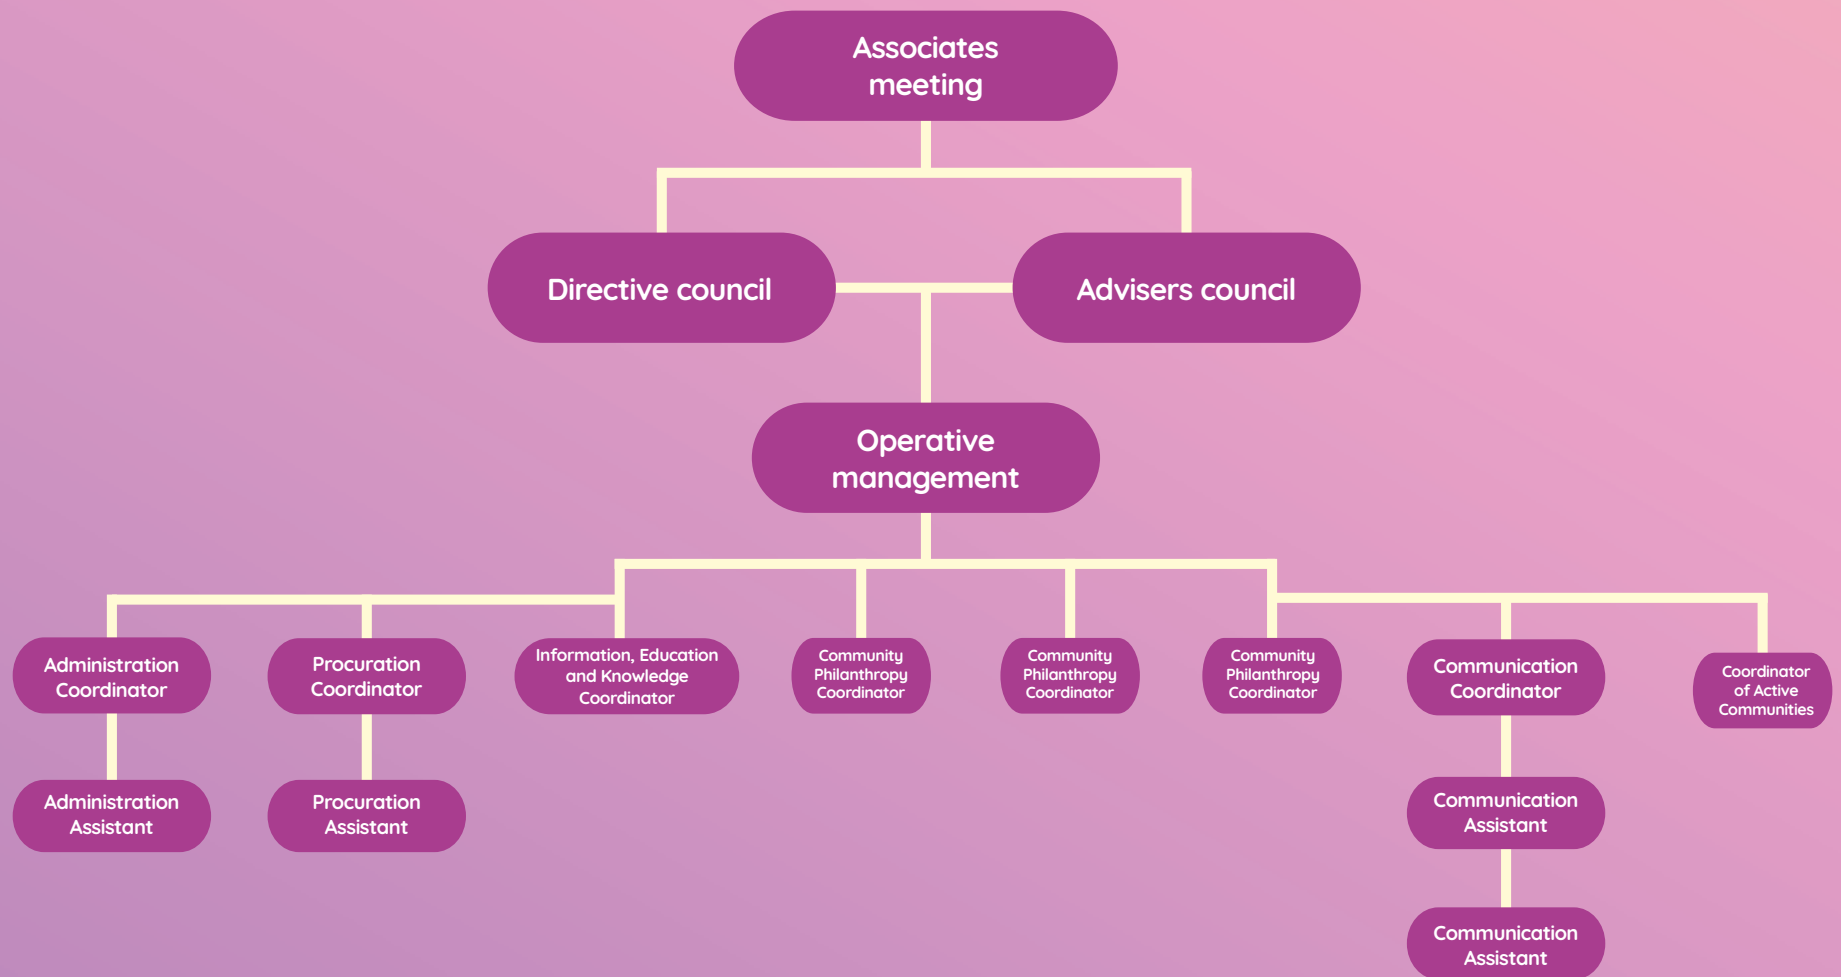 Associates
meeting
Directive council
Advisers council
Operative
management
Administration
Coordinator
Procuration
Coordinator
Information, Education
and Knowledge
Coordinator
Community
Philanthropy
Coordinator
Community
Philanthropy
Coordinator
Community
Philanthropy
Coordinator
Communication
Coordinator
Coordinator
of Active
Communities
Administration
Assistant
Procuration
Assistant
Communication
Assistant
Communication
Assistant